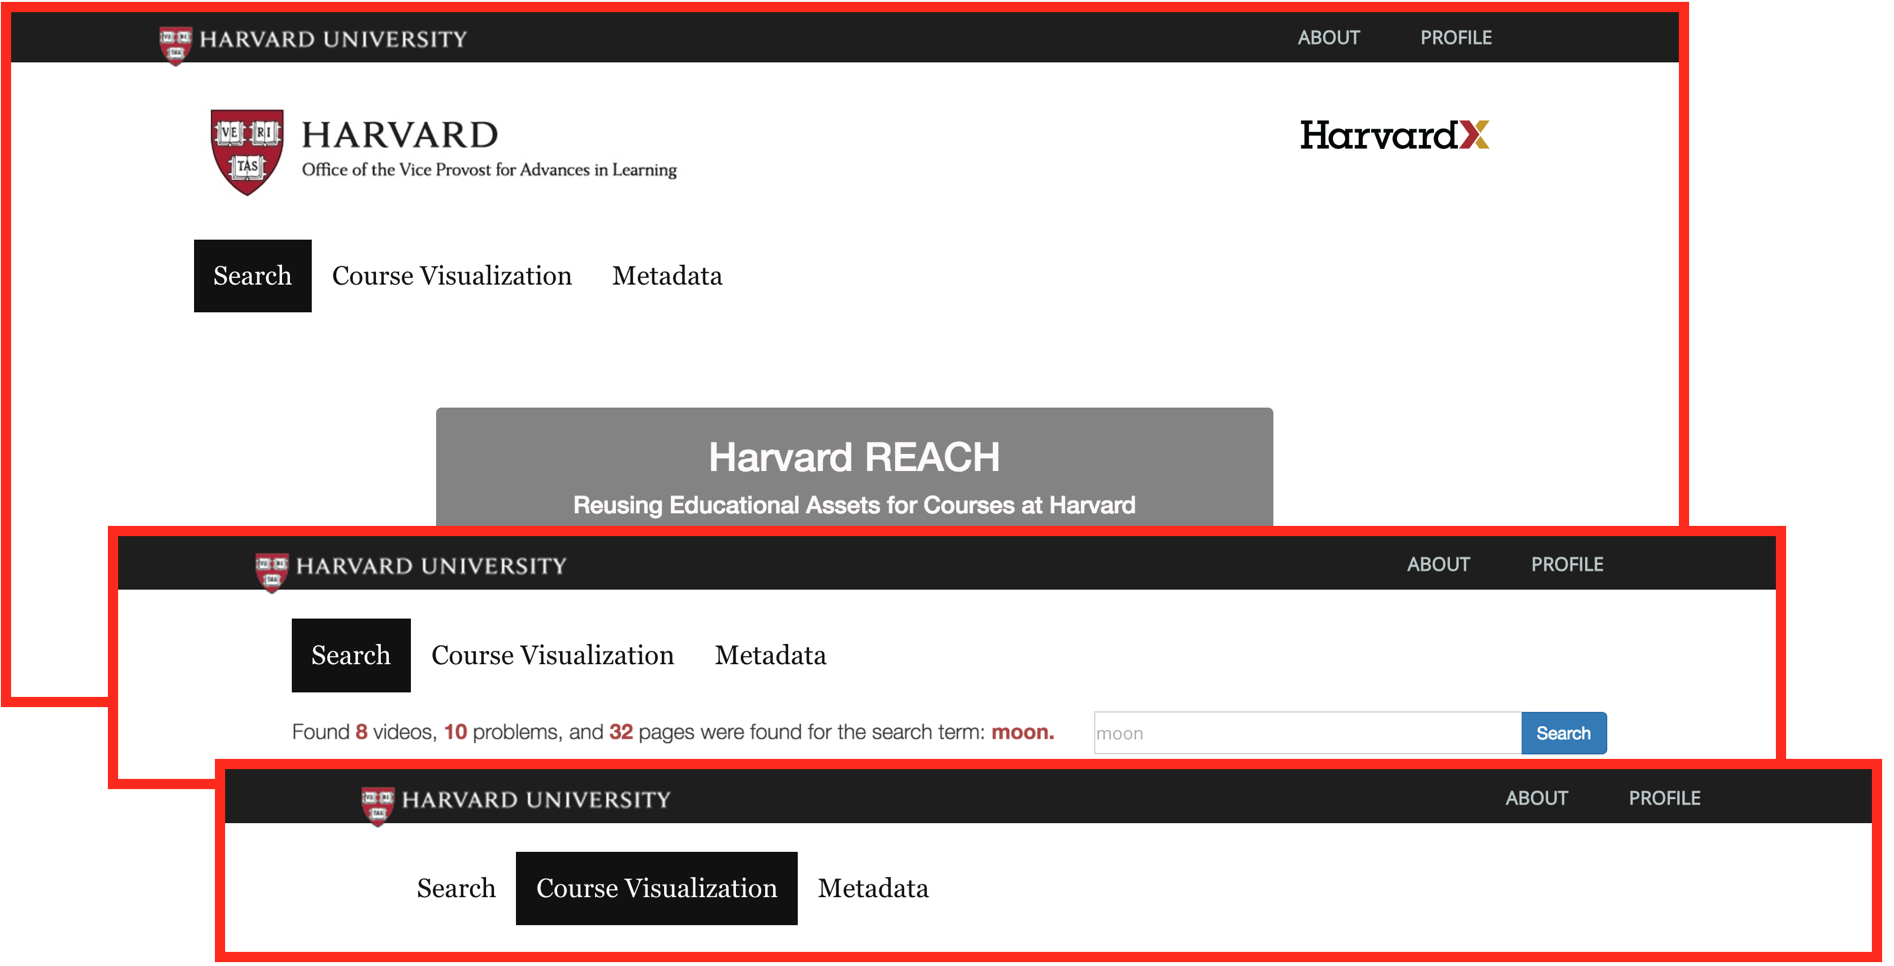 HARVARD UNIVERSITY ABOUT PROFILE
VE RI TAS HARVARD HarvardX
Office of the Vice Provost for Advances in Learning
Search Course Visualization Metadata
Harvard REACH
Reusing Educational Assets for Courses at Harvard
HARVARD UNIVERSITY ABOUT PROFILE
Search Course Visualization Metadata
Found 8 videos, 10 problems, and 32 pages were found for the search term: moon. moon Search
HARVARD UNIVERSITY ABOUT PROFILE
Search Course Visualization Metadata